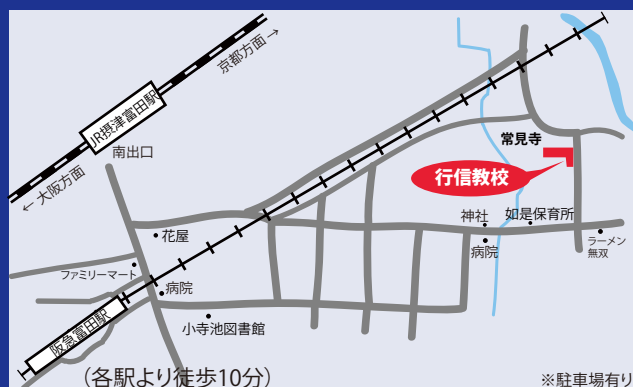 京都方面→
JR摂津富田駅
南出口
←大阪方面
常見寺
行信教校
神社
如是保育所
花屋
病院
ラーメン
無双
ファミリーマート
病院
阪急富田駅
小寺池図書館
(各駅より徒歩10分)
※駐車場有り